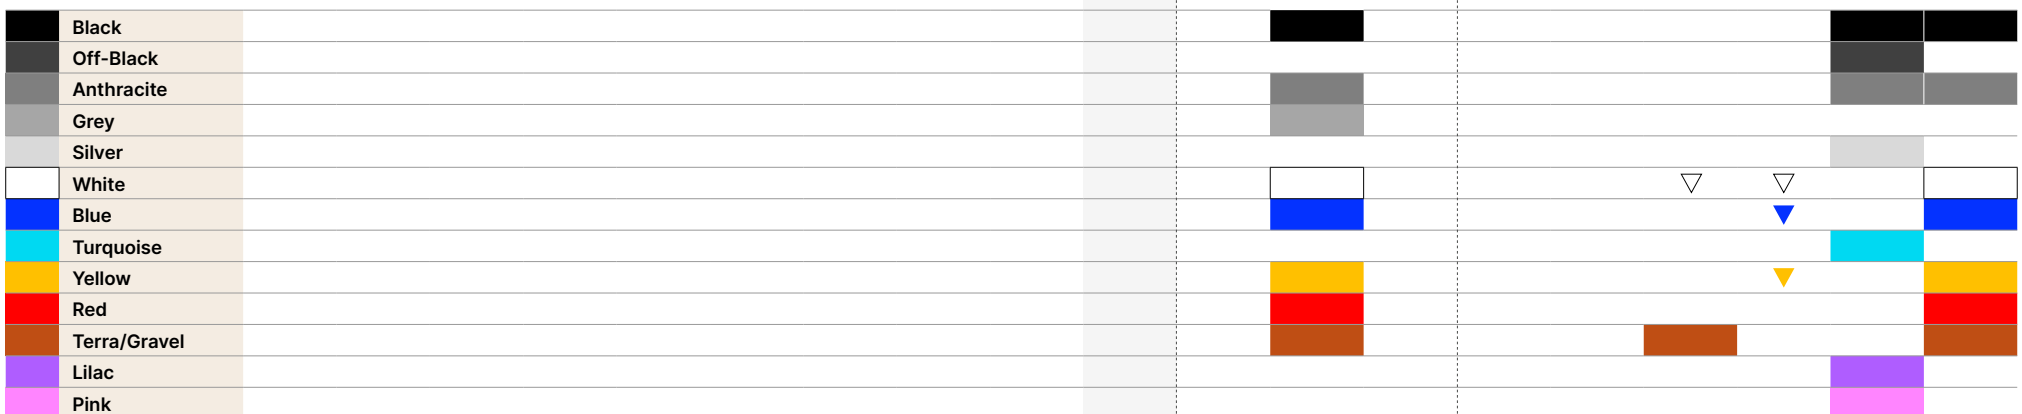 Black
Off-Black
Anthracite
Grey
Silver
White
Blue
Turquoise
Yellow
Red
Terra/Gravel
Lilac
Pink